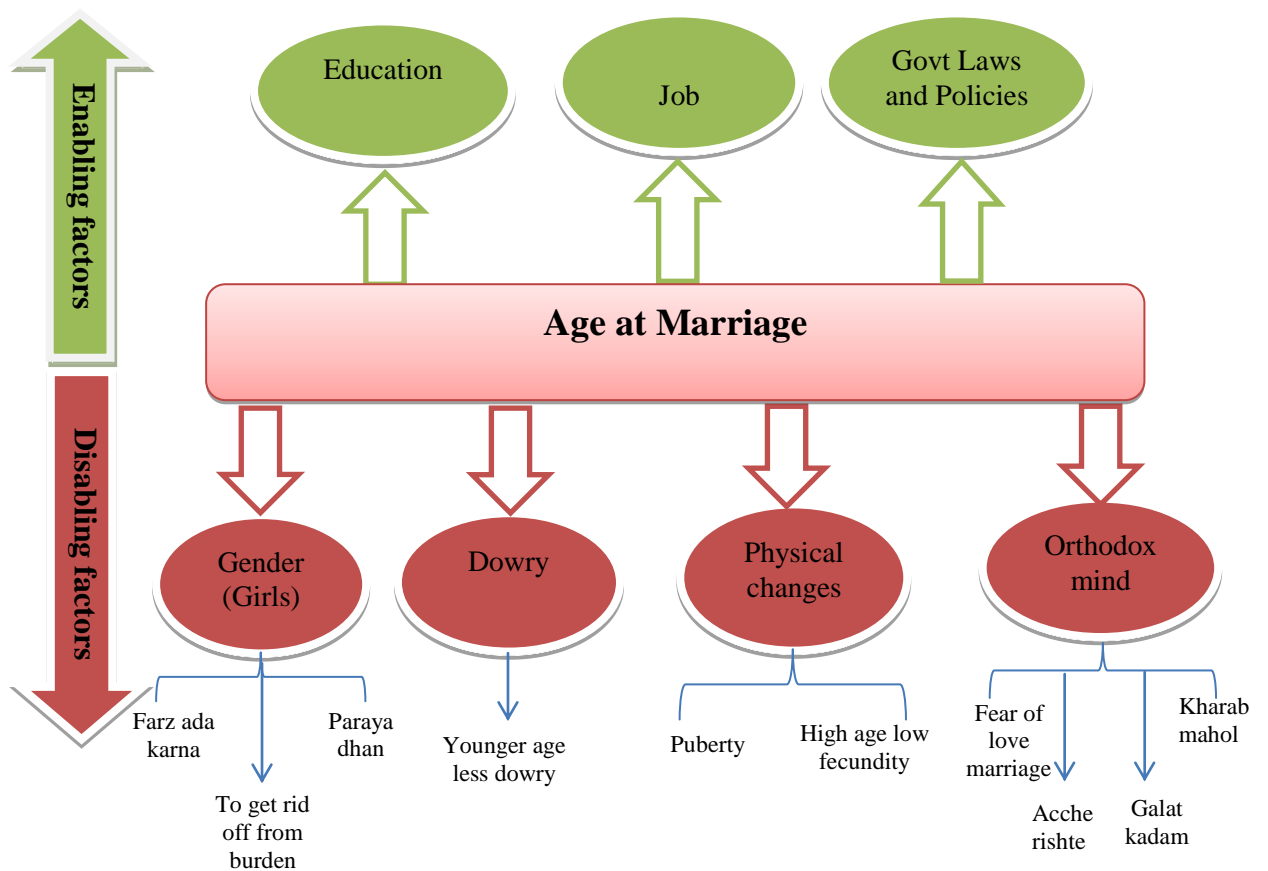 Enabling factors
Education
Job
Govt Laws
and Policies
Age at Marriage
Disabling factors
Gender
(Girls)
Dowry
Physical
changes
Orthodox
mind
Farz ada
karna
To get rid
off from
burden
Paraya
dhan
Younger age
less dowry
Puberty
High age low
fecundity
Fear of
love
marriage
Acche
rishte
Galat
kadam
Kharab
mahol